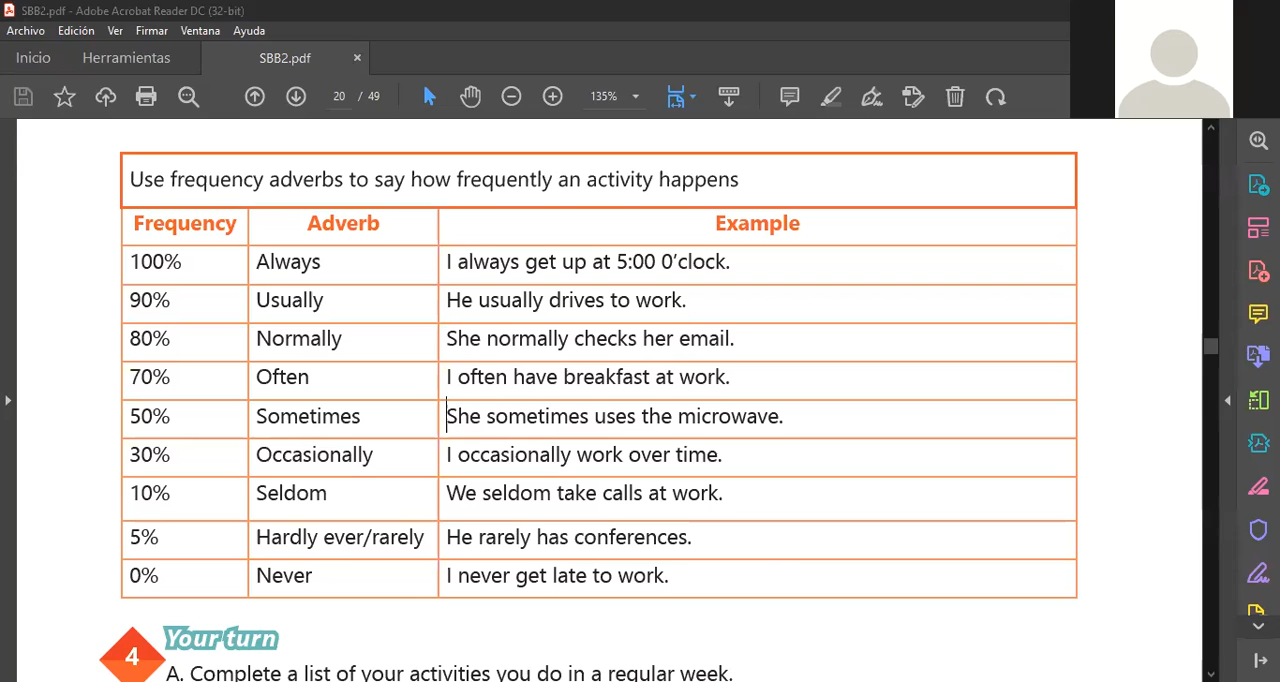 SBB2.pdf - Adobe Acrobat Reader DC (32-bit)
Archivo Edición Ver Firmar Ventana Ayuda
Inicio Herramientas SBB2.pdf ×
20 / 49 135%
Use frequency adverbs to say how frequently an activity happens
Frequency Adverb Example
100% Always I always get up at 5:00 0’clock.
90% Usually He usually drives to work.
80% Normally She normally checks her email.
70% Often I often have breakfast at work.
50% Sometimes She sometimes uses the microwave.
30% Occasionally I occasionally work over time.
10% Seldom We seldom take calls at work.
5% Hardly ever/rarely He rarely has conferences.
0% Never I never get late to work.
Your turn
4
A. Complete a list of your activities you do in a regular week.